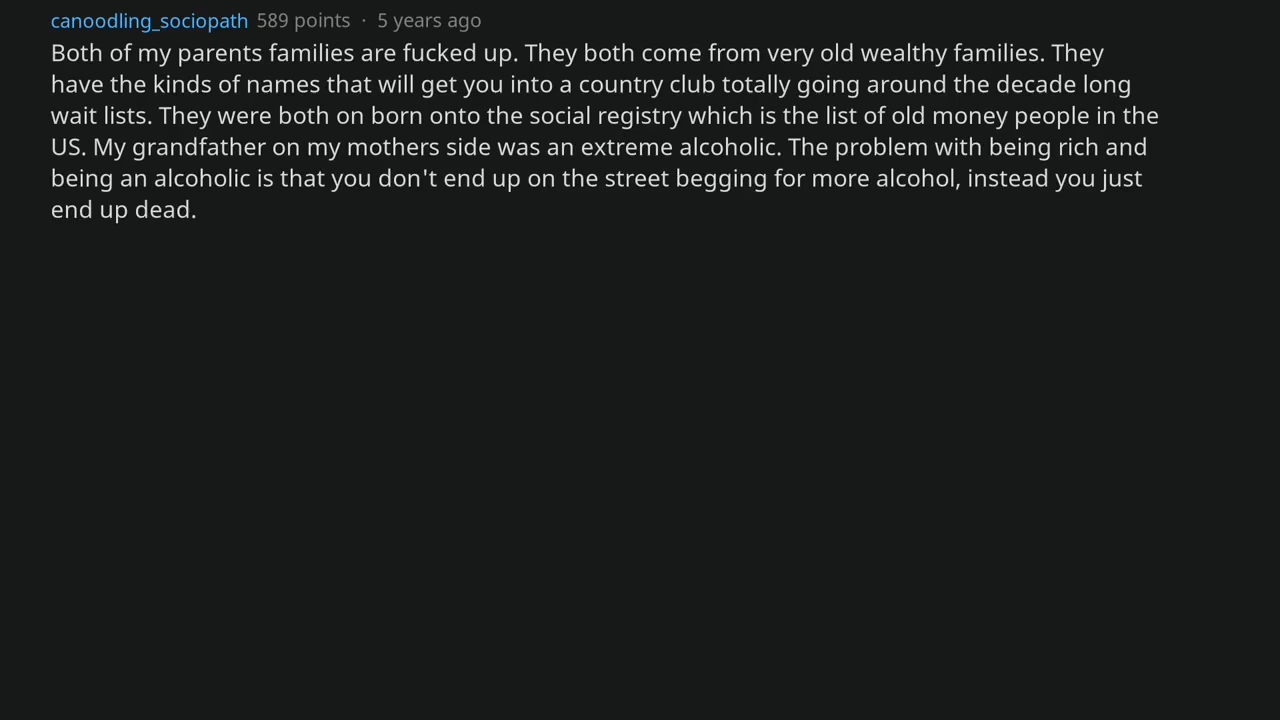 canoodling_sociopath 589 points · 5 years ago
Both of my parents families are fucked up. They both come from very old wealthy families. They
have the kinds of names that will get you into a country club totally going around the decade long
wait lists. They were both on born onto the social registry which is the list of old money people in the
US. My grandfather on my mothers side was an extreme alcoholic. The problem with being rich and
being an alcoholic is that you don't end up on the street begging for more alcohol, instead you just
end up dead.